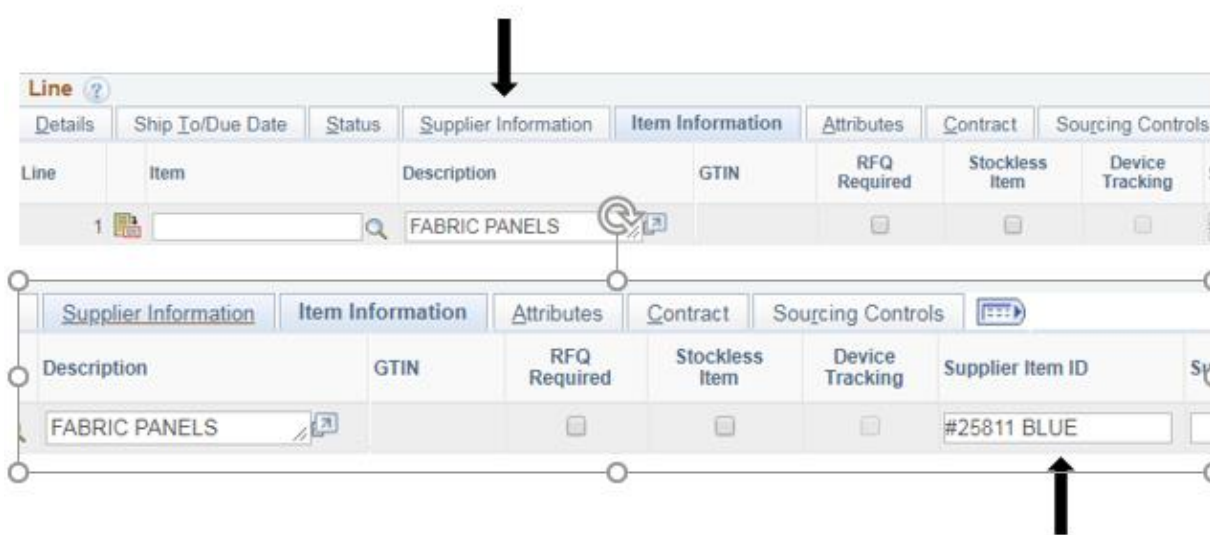 Line
Details Ship To/Due Date Status Supplier Information Item Information Attributes Contract Sourcing Controls
Line Item Description GTIN RFQ Required Stockless Item Device Tracking
1 FABRIC PANELS
Supplier Information Item Information Attributes Contract Sourcing Controls
Description GTIN RFQ Required Stockless Item Device Tracking Supplier Item ID
FABRIC PANELS #25811 BLUE